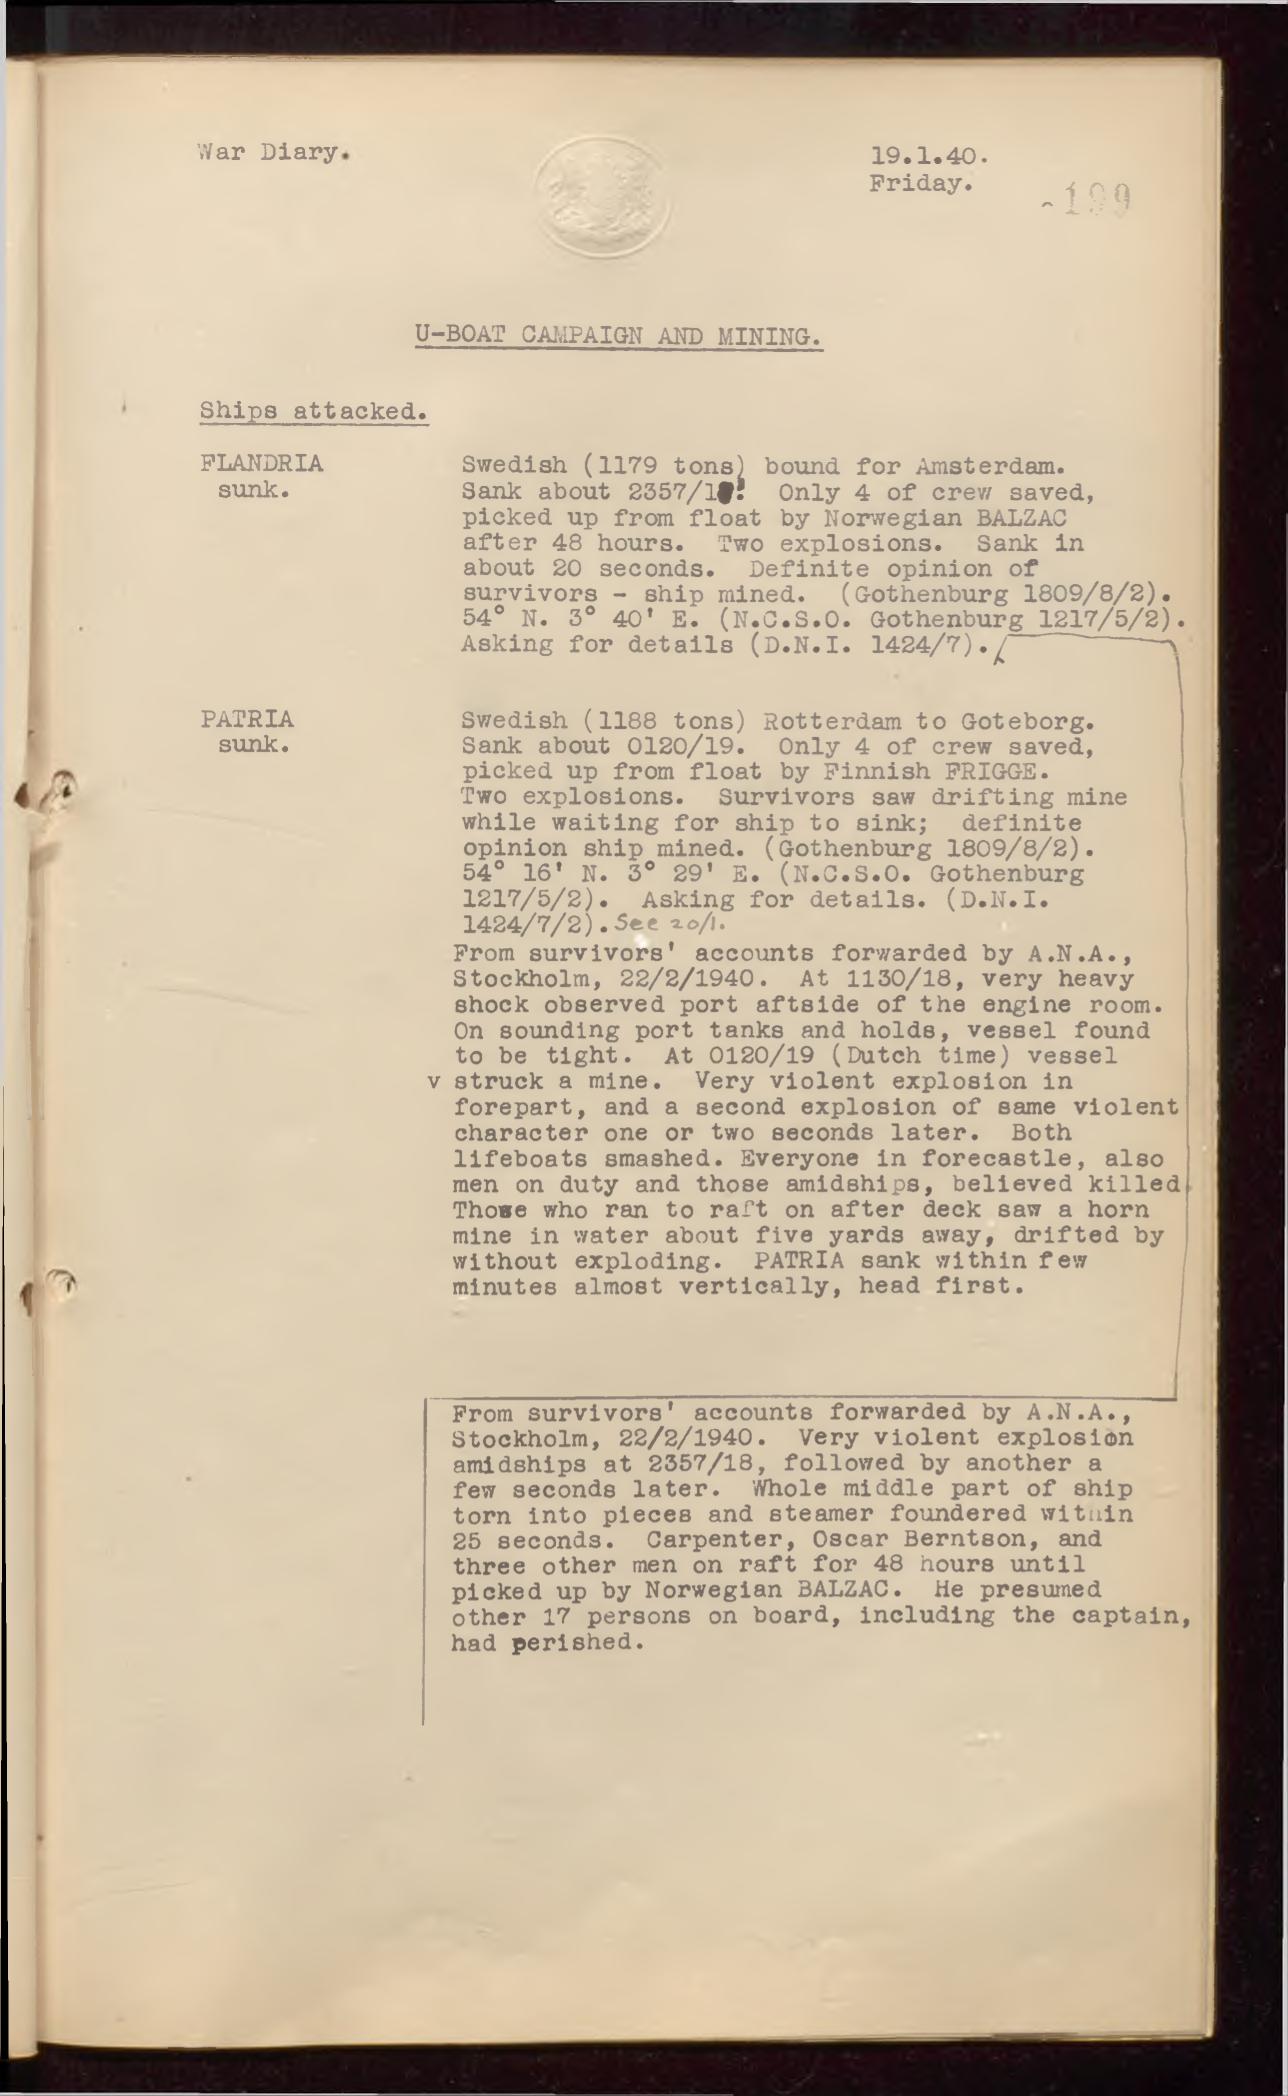 War Diary.
19.1.40.
Friday.
199
U-BOAT CAMPAIGN AND MINING.
Ships attacked.
FLANDRIA
sunk.
Swedish (1179 tons) bound for Amsterdam.
Sank about 2357/18. Only 4 of crew saved,
picked up from float by Norwegian BALZAC
after 48 hours. Two explosions. Sank in
about 20 seconds. Definite opinion of
survivors - ship mined. (Gothenburg 1809/8/2).
54° N. 3° 40' E. (N.C.S.O. Gothenburg 1217/5/2).
Asking for details (D.N.I. 1424/7).
PATRIA
sunk.
Swedish (1188 tons) Rotterdam to Goteborg.
Sank about 0120/19. Only 4 of crew saved,
picked up from float by Finnish FRIGGE.
Two explosions. Survivors saw drifting mine
while waiting for ship to sink; definite
opinion ship mined. (Gothenburg 1809/8/2).
54° 16' N. 3° 29' E. (N.C.S.O. Gothenburg
1217/5/2). Asking for details. (D.N.I.
1424/7/2). See 20/1.
From survivors' accounts forwarded by A.N.A.,
Stockholm, 22/2/1940. At 1130/18, very heavy
shock observed port aftside of the engine room.
On sounding port tanks and holds, vessel found
to be tight. At 0120/19 (Dutch time) vessel
v struck a mine. Very violent explosion in
forepart, and a second explosion of same violent
character one or two seconds later. Both
lifeboats smashed. Everyone in forecastle, also
men on duty and those amidships, believed killed.
Those who ran to raft on after deck saw a horn
mine in water about five yards away, drifted by
without exploding. PATRIA sank within few
minutes almost vertically, head first.
From survivors' accounts forwarded by A.N.A.,
Stockholm, 22/2/1940. Very violent explosion
amidships at 2357/18, followed by another a
few seconds later. Whole middle part of ship
torn into pieces and steamer foundered within
25 seconds. Carpenter, Oscar Berntson, and
three other men on raft for 48 hours until
picked up by Norwegian BALZAC. He presumed
other 17 persons on board, including the captain,
had perished.